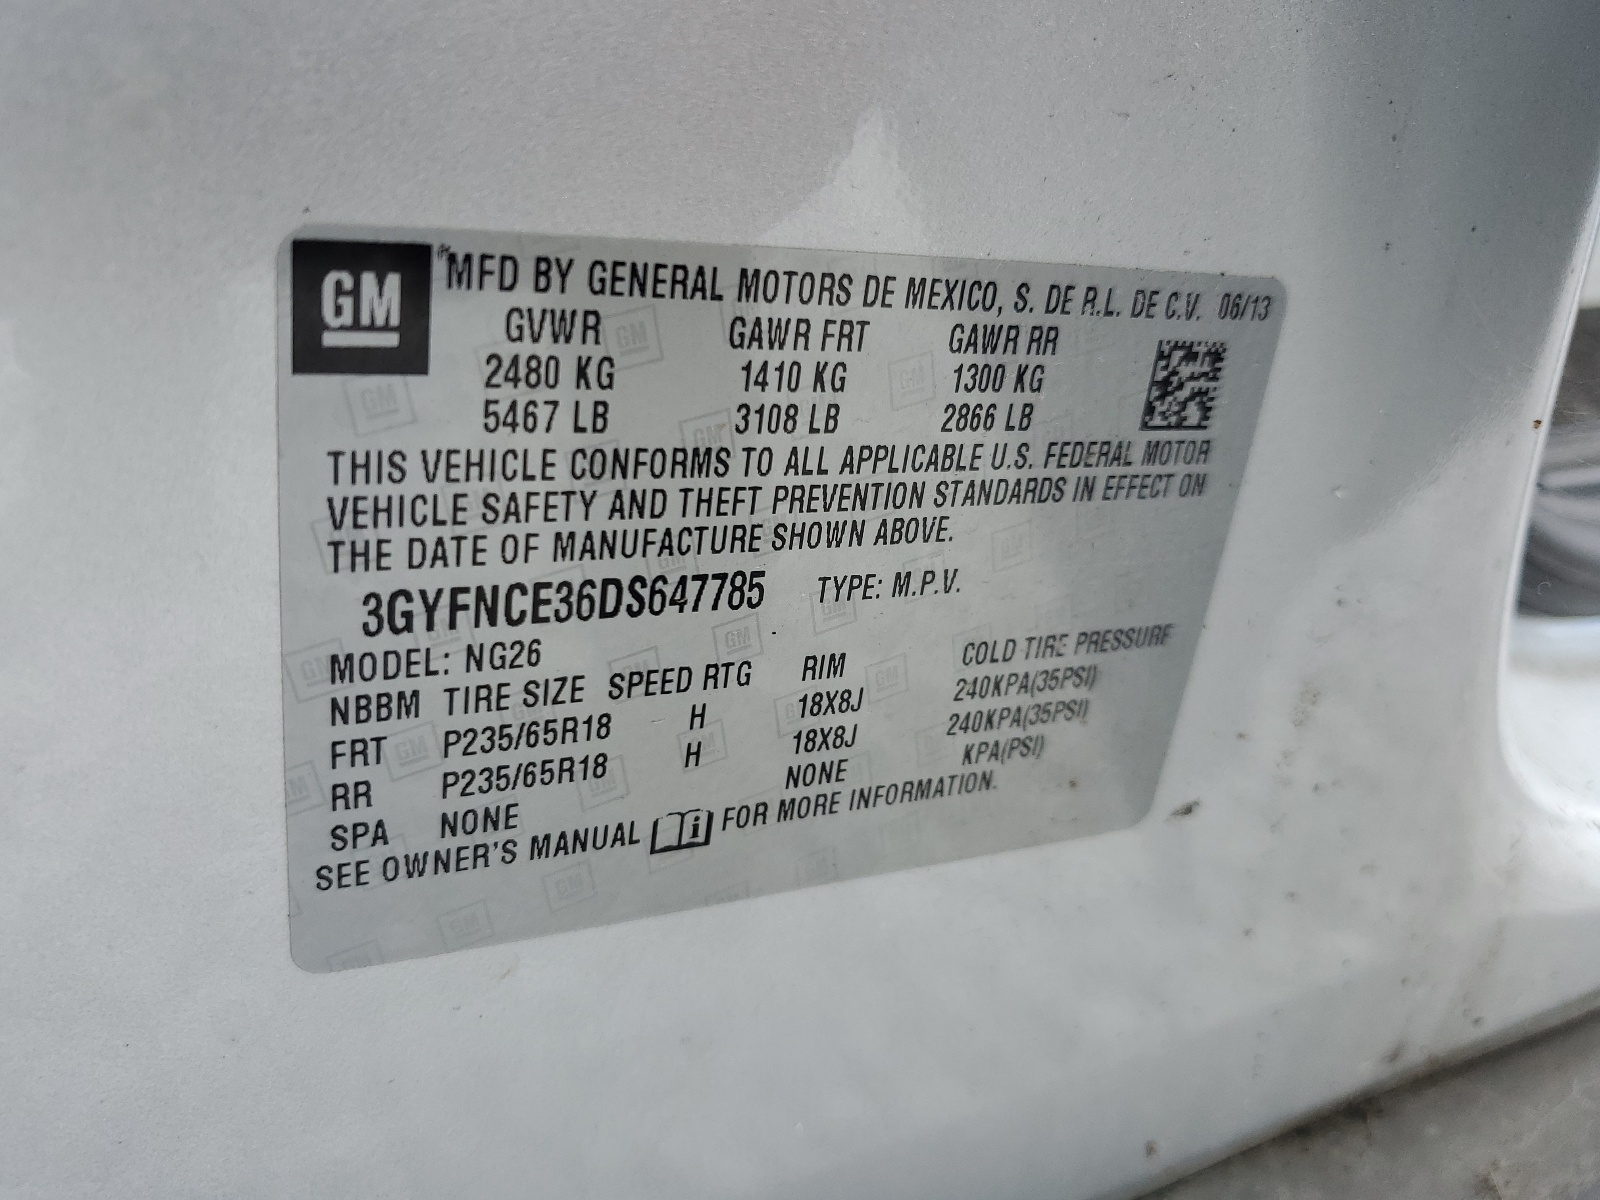 GM
MFD BY GENERAL MOTORS DE MEXICO, S. DE R.L. DE C.V. 06/13
GVWR GAWR FRT GAWR RR
2480 KG 1410 KG 1300 KG
5467 LB 3108 LB 2866 LB
THIS VEHICLE CONFORMS TO ALL APPLICABLE U.S. FEDERAL MOTOR
VEHICLE SAFETY AND THEFT PREVENTION STANDARDS IN EFFECT ON
THE DATE OF MANUFACTURE SHOWN ABOVE.
3GYFNCE36DS647785 TYPE: M.P.V.
MODEL: NG26
NBBM TIRE SIZE SPEED RTG RIM COLD TIRE PRESSURE
FRT P235/65R18 H 18X8J 240KPA(35PSI)
RR P235/65R18 H 18X8J 240KPA(35PSI)
SPA NONE NONE KPA(PSI)
SEE OWNER'S MANUAL FOR MORE INFORMATION.